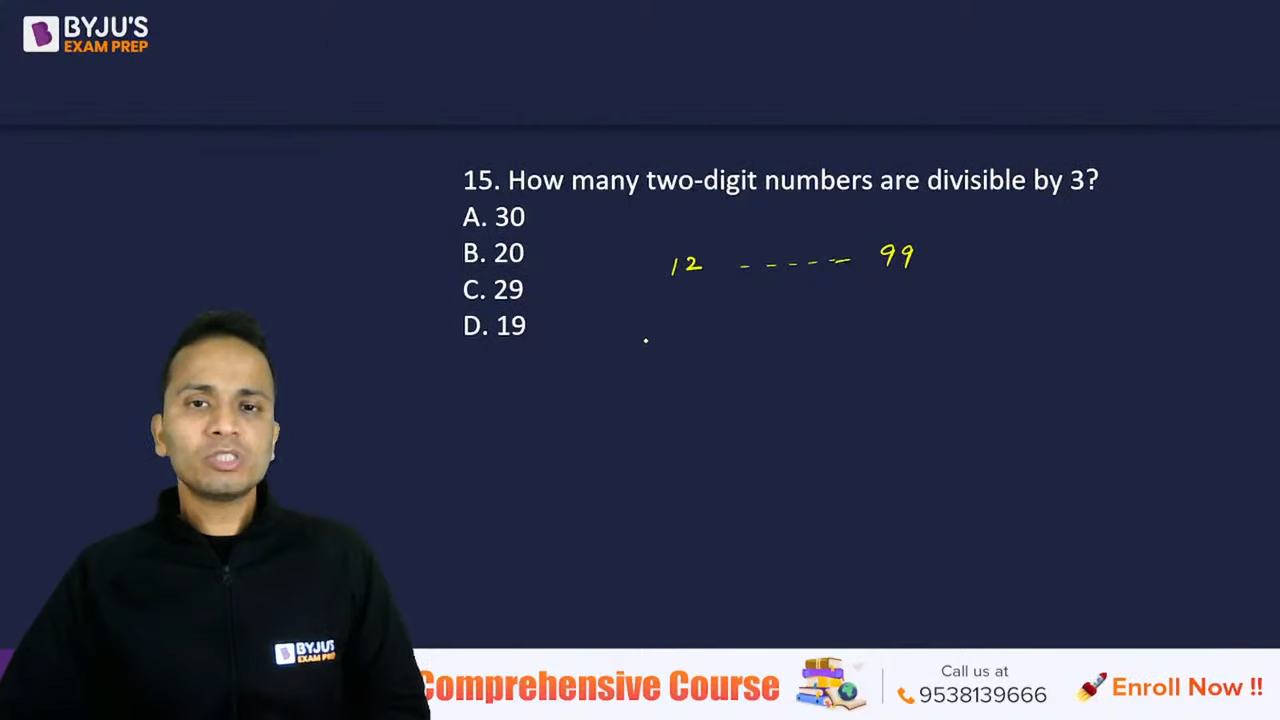 BYJU'S
EXAM PREP
15. How many two-digit numbers are divisible by 3?
A. 30
B. 20
12 ------ 99
C. 29
D. 19
BYJU'S
EXAM PREP
Comprehensive Course
Call us at
9538139666
Enroll Now !!